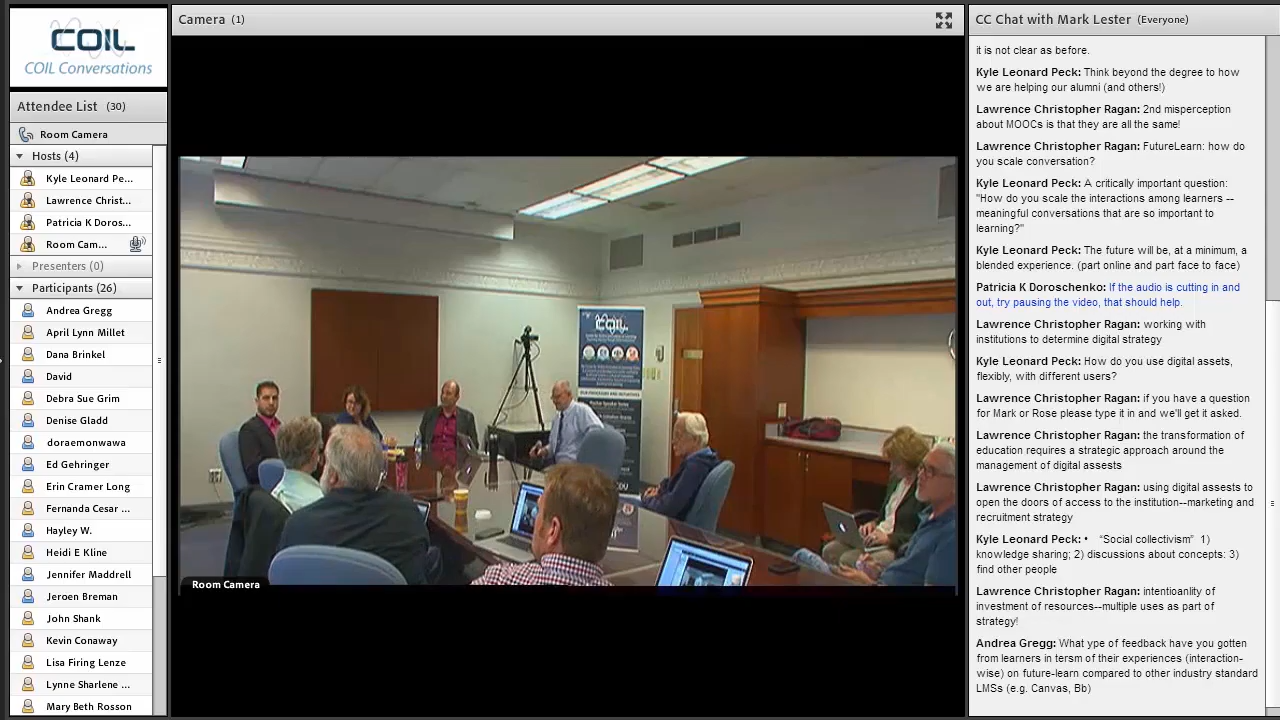 COIL
COIL Conversations
Attendee List (30)
Room Camera
Hosts (4)
Kyle Leonard Pe...
Lawrence Christ...
Patricia K Doros...
Room Cam...
Presenters (0)
Participants (26)
Andrea Gregg
April Lynn Millet
Dana Brinkel
David
Debra Sue Grim
Denise Gladd
doraemonwawa
Ed Gehringer
Erin Cramer Long
Fernanda Cesar ...
Hayley W.
Heidi E Kline
Jennifer Maddrell
Jeroen Breman
John Shank
Kevin Conaway
Lisa Firing Lenze
Lynne Sharlene ...
Mary Beth Rosson
Camera (1)
COIL
Room Camera
CC Chat with Mark Lester (Everyone)
it is not clear as before.
Kyle Leonard Peck: Think beyond the degree to how
we are helping our alumni (and others!)
Lawrence Christopher Ragan: 2nd misperception
about MOOCs is that they are all the same!
Lawrence Christopher Ragan: FutureLearn: how do
you scale conversation?
Kyle Leonard Peck: A critically important question:
"How do you scale the interactions among learners --
meaningful conversations that are so important to
learning?"
Kyle Leonard Peck: The future will be, at a minimum, a
blended experience. (part online and part face to face)
Patricia K Doroschenko: If the audio is cutting in and
out, try pausing the video, that should help.
Lawrence Christopher Ragan: working with
institutions to determine digital strategy
Kyle Leonard Peck: How do you use digital assets,
flexibly, with different users?
Lawrence Christopher Ragan: if you have a question
for Mark or Rose please type it in and we'll get it asked.
Lawrence Christopher Ragan: the transformation of
education requires a strategic approach around the
management of digital assests
Lawrence Christopher Ragan: using digital assests to
open the doors of access to the institution--marketing and
recruitment strategy
Kyle Leonard Peck: • “Social collectivism” 1)
knowledge sharing; 2) discussions about concepts: 3)
find other people
Lawrence Christopher Ragan: intentioanlity of
investment of resources--multiple uses as part of
strategy!
Andrea Gregg: What ype of feedback have you gotten
from learners in tersm of their experiences (interaction-
wise) on future-learn compared to other industry standard
LMSs (e.g. Canvas, Bb)